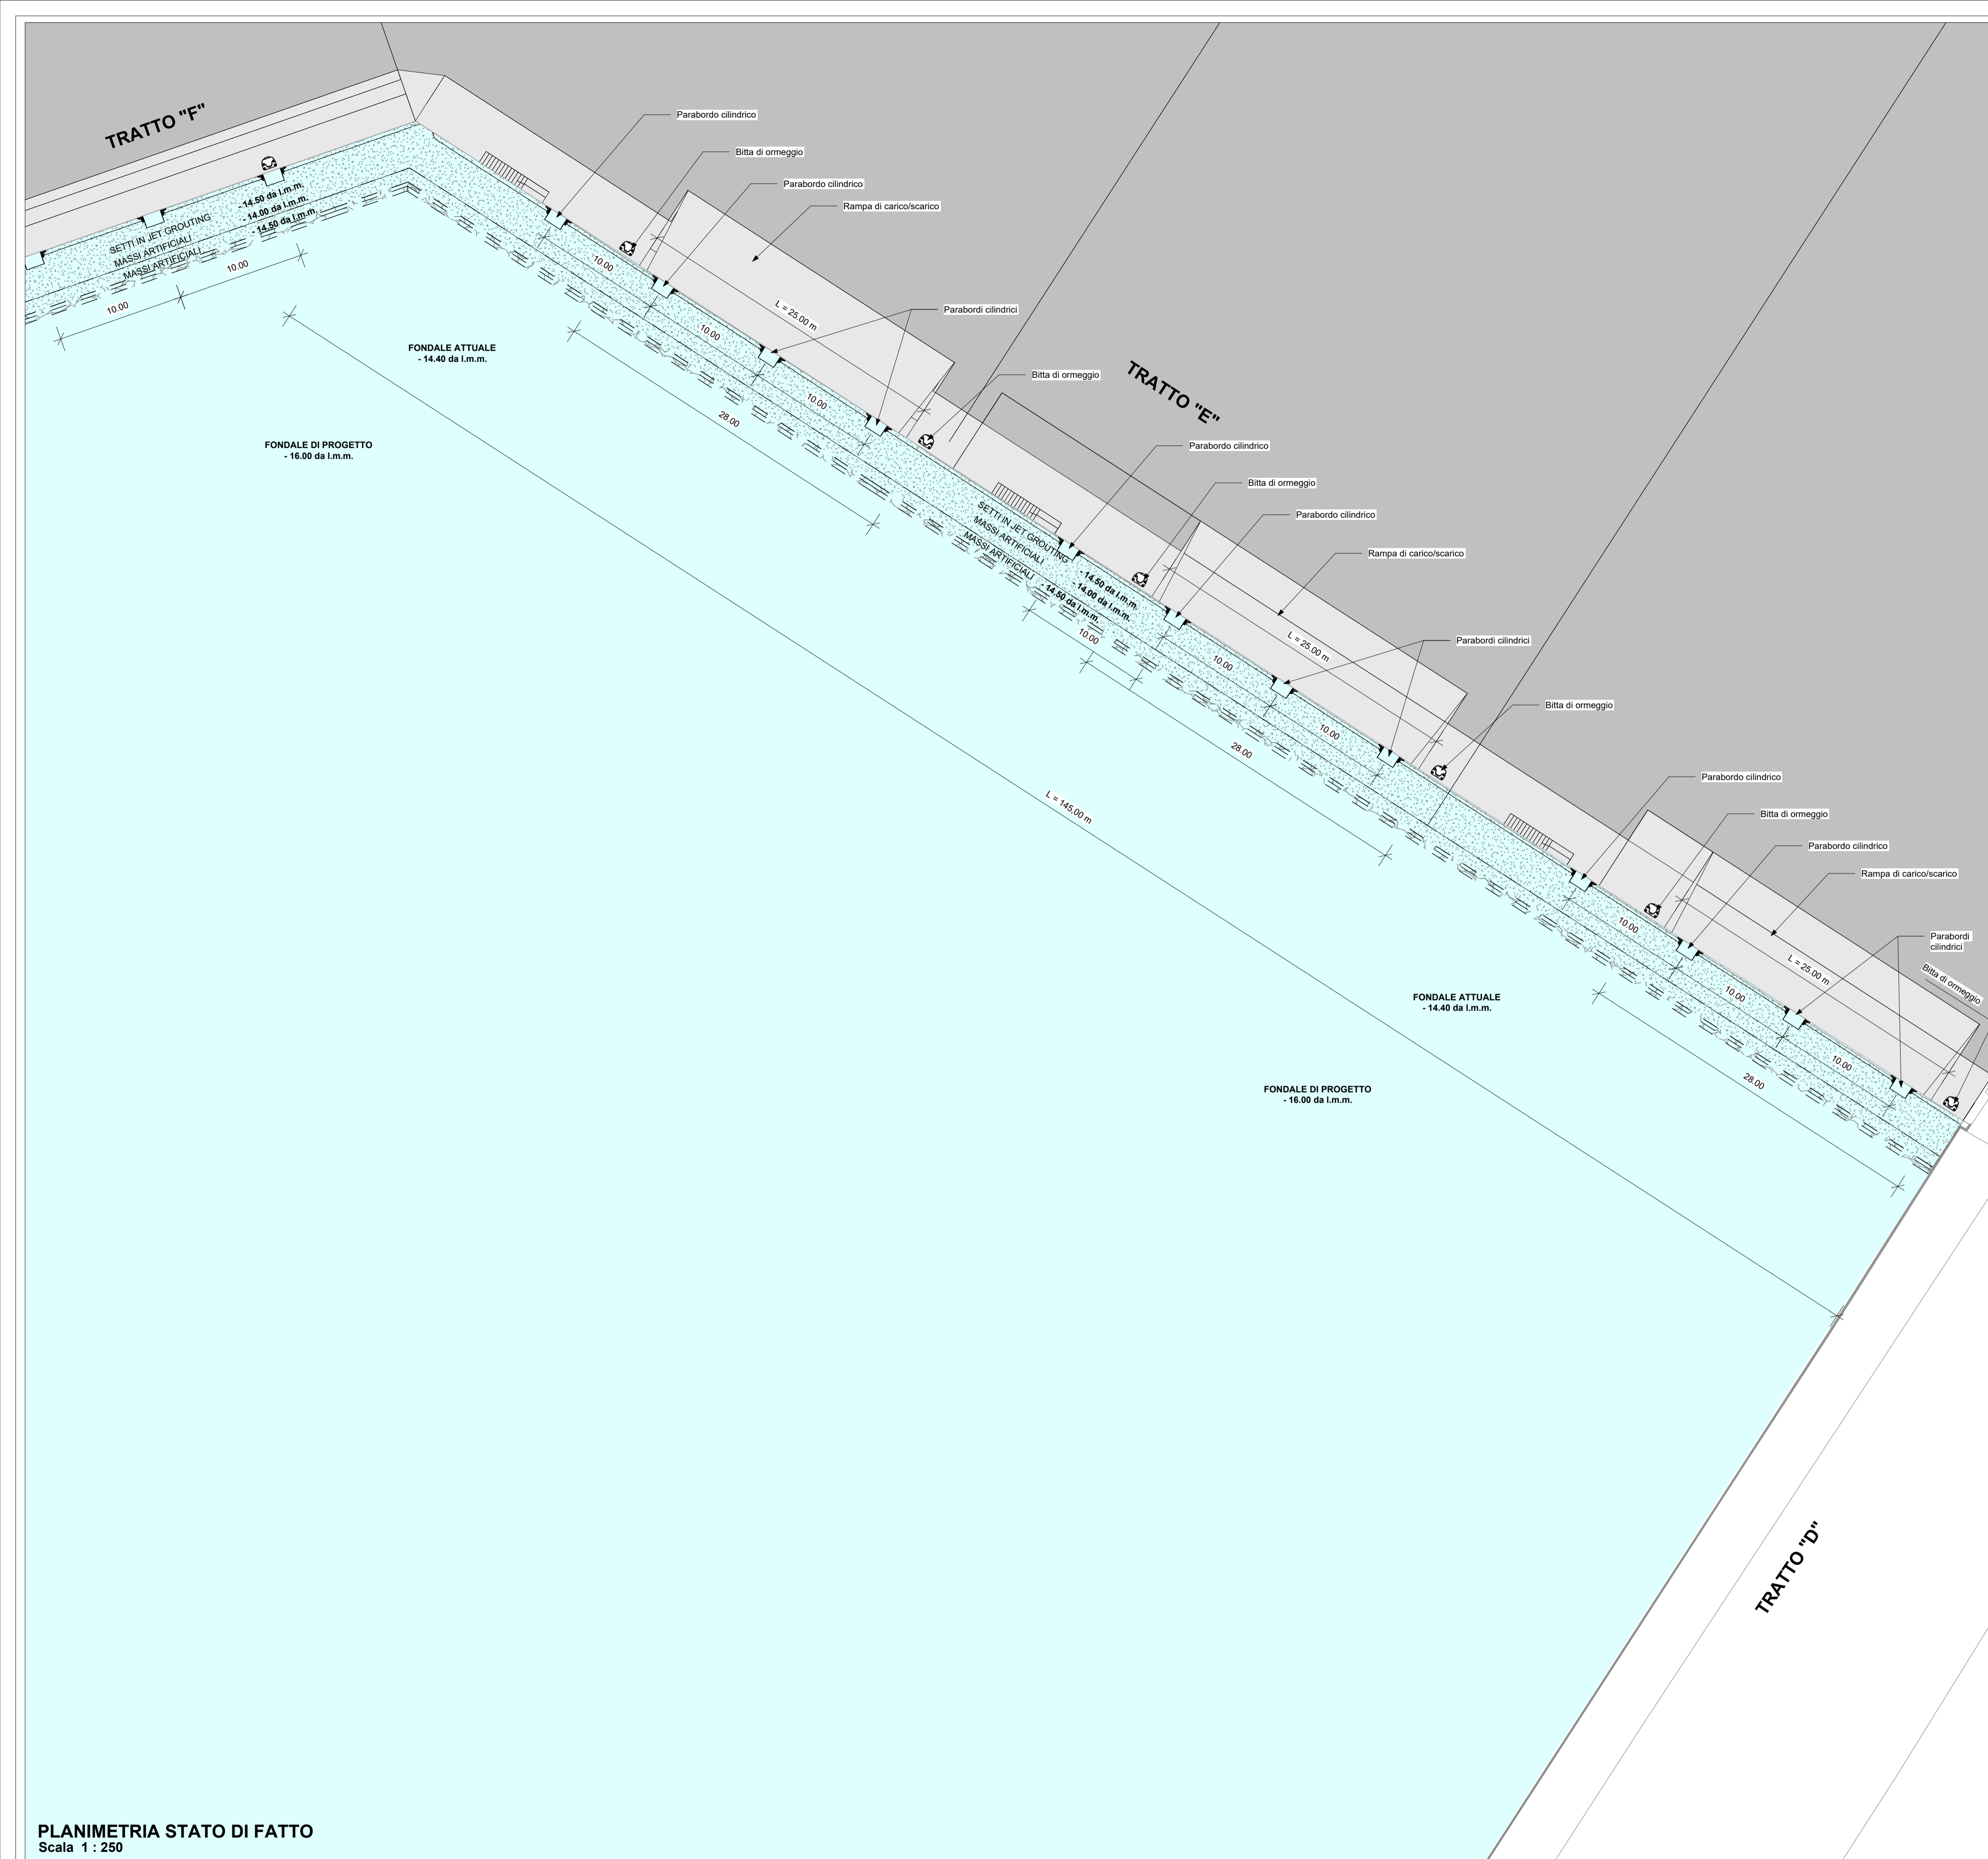 TRATTO "F"
Parabordo cilindrico
Bitta di ormeggio
Parabordo cilindrico
Rampa di carico/scarico
- 14.50 da l.m.m.
- 14.00 da l.m.m.
- 14.50 da l.m.m.
SETTI IN JET GROUTING
MASSI ARTIFICIALI
MASSI ARTIFICIALI
10.00
10.00
10.00
L = 25.00 m
Parabordi cilindrici
10.00
FONDALE ATTUALE
- 14.40 da l.m.m.
Bitta di ormeggio
TRATTO "E"
10.00
28.00
FONDALE DI PROGETTO
- 16.00 da l.m.m.
Parabordo cilindrico
Bitta di ormeggio
Parabordo cilindrico
SETTI IN JET GROUTING
MASSI ARTIFICIALI
MASSI ARTIFICIALI
- 14.50 da l.m.m.
- 14.00 da l.m.m.
- 14.50 da l.m.m.
Rampa di carico/scarico
10.00
L = 25.00 m
Parabordi cilindrici
10.00
Bitta di ormeggio
10.00
28.00
L = 145.00 m
Parabordo cilindrico
Bitta di ormeggio
Parabordo cilindrico
Rampa di carico/scarico
10.00
Parabordi
cilindrici
L = 25.00 m
Bitta di ormeggio
10.00
FONDALE ATTUALE
- 14.40 da l.m.m.
10.00
28.00
FONDALE DI PROGETTO
- 16.00 da l.m.m.
TRATTO "D"
PLANIMETRIA STATO DI FATTO
Scala 1 : 250